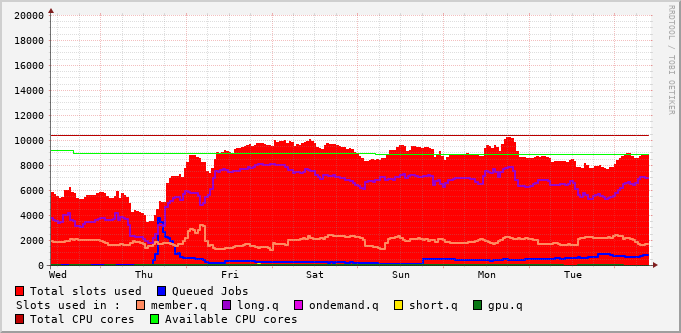 RRDTOOL / TOBI OETIKER
20000
18000
16000
14000
12000
10000
8000
6000
4000
2000
0
Wed Thu Fri Sat Sun Mon Tue
Total slots used Queued Jobs
Slots used in : member.q long.q ondemand.q short.q gpu.q
Total CPU cores Available CPU cores